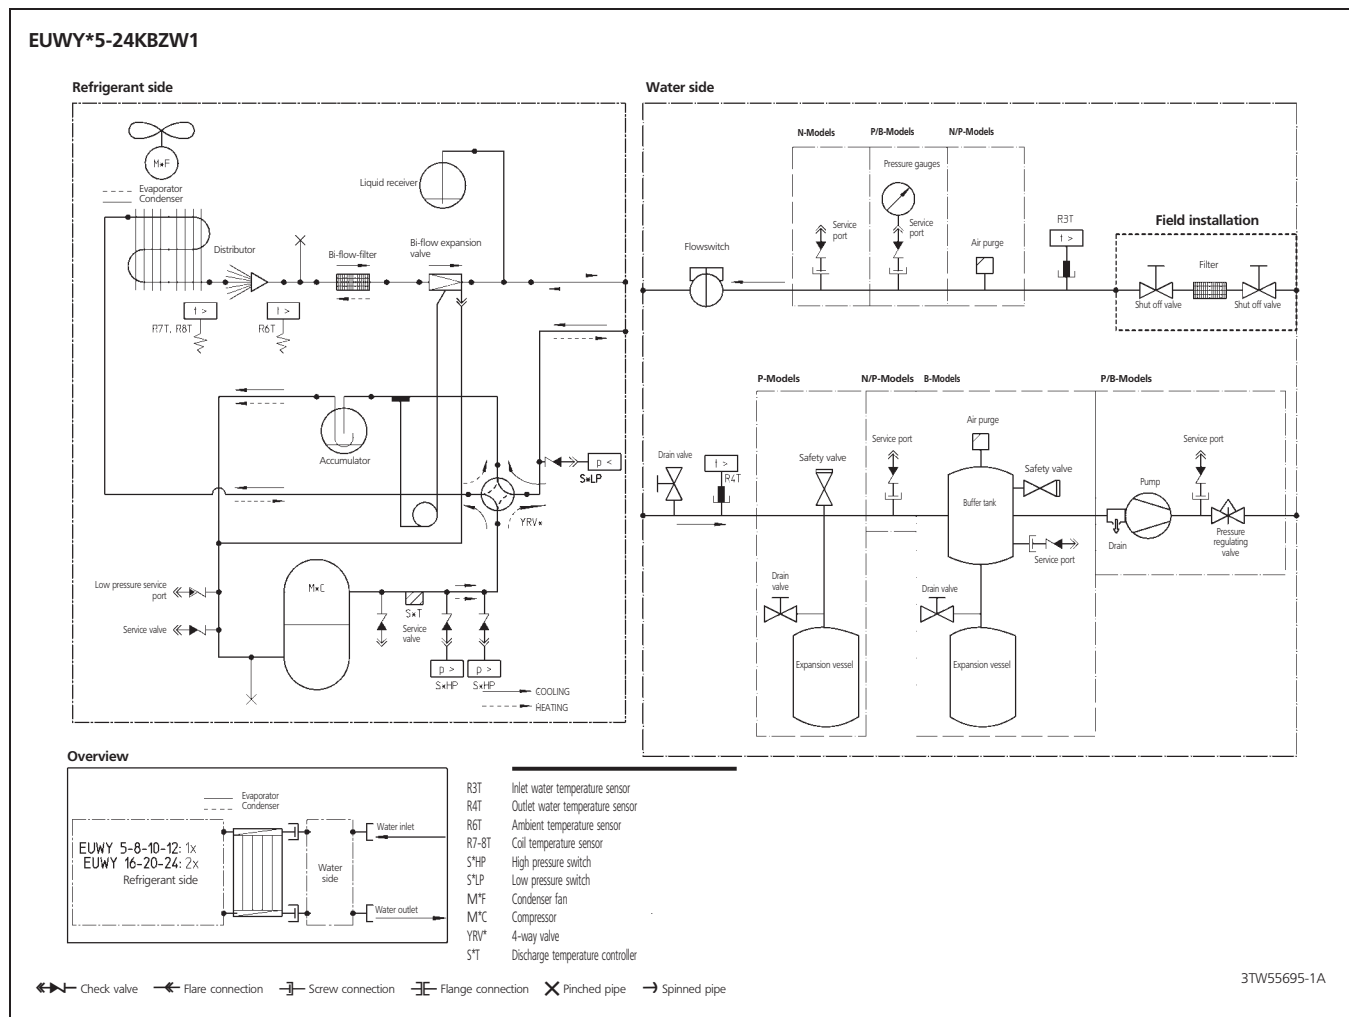 EUWY*5-24KBZW1
Refrigerant side
M*F
Evaporator
Condenser
Distributor
Liquid receiver
Bi-flow-filter
Bi-flow expansion
valve
t >
R7T, R8T
t >
R6T
Accumulator
p <
S*LP
YRV*
Low pressure service
port
Service valve
M*C
S*T
Service
valve
p >
S*HP
p >
S*HP
COOLING
HEATING
Water side
N-Models
P/B-Models
N/P-Models
Pressure gauges
Service
port
Service
port
Flowswitch
Air purge
R3T
t >
Field installation
Filter
Shut off valve
Shut off valve
P-Models
N/P-Models
B-Models
P/B-Models
Drain valve
t >
R4T
Safety valve
Service port
Air purge
Safety valve
Buffer tank
Service port
Pump
Service port
Drain
Pressure
regulating
valve
Drain
valve
Drain valve
Expansion vessel
Expansion vessel
Overview
Evaporator
Condenser
EUWY 5-8-10-12: 1x
EUWY 16-20-24: 2x
Refrigerant side
Water
side
Water inlet
Water outlet
R3T Inlet water temperature sensor
R4T Outlet water temperature sensor
R6T Ambient temperature sensor
R7-8T Coil temperature sensor
S*HP High pressure switch
S*LP Low pressure switch
M*F Condenser fan
M*C Compressor
YRV* 4-way valve
S*T Discharge temperature controller
Check valve Flare connection Screw connection Flange connection Pinched pipe Spinned pipe
3TW55695-1A